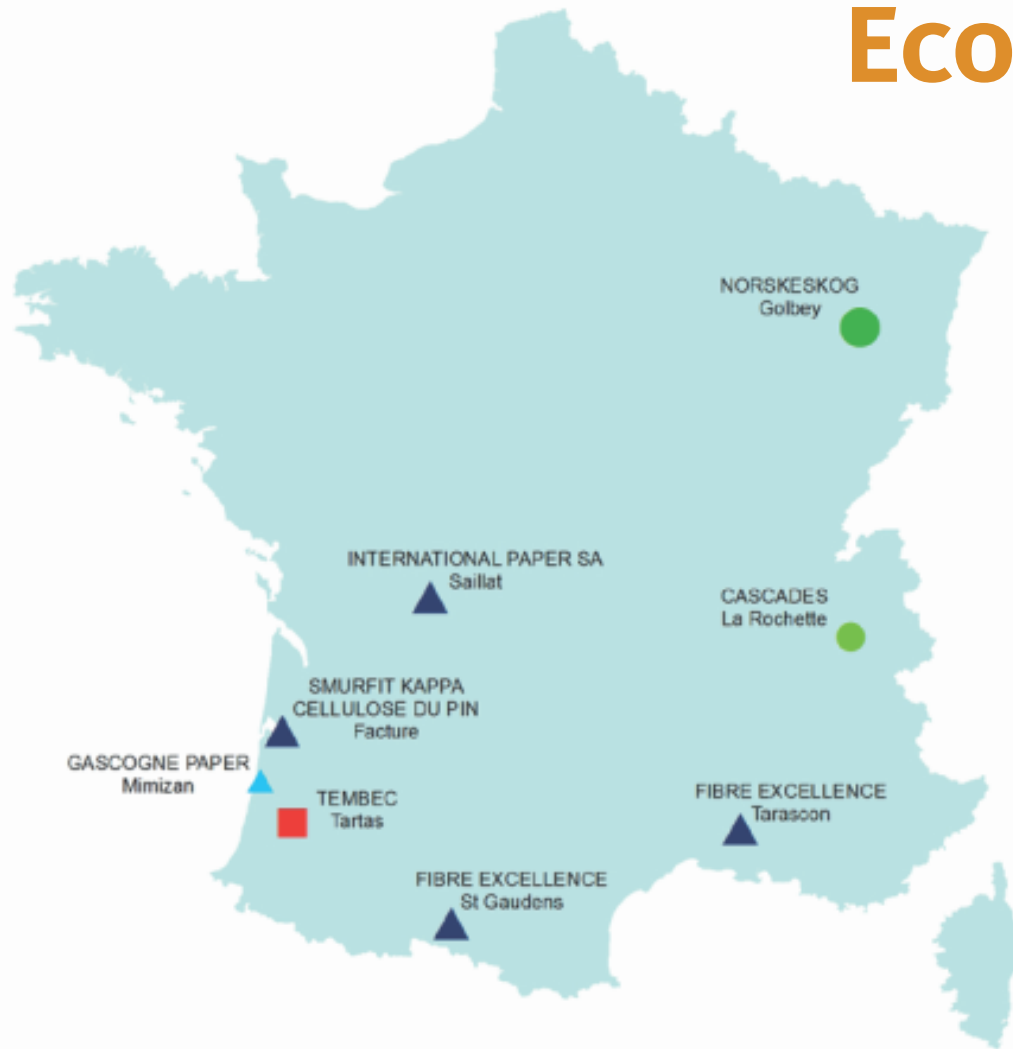 Eco
NORSKESKOG
Golbey
INTERNATIONAL PAPER SA
Saillat
CASCADES
La Rochette
SMURFIT KAPPA
CELLULOSE DU PIN
Facture
GASCOGNE PAPER
Mimizan
TEMBEC
Tartas
FIBRE EXCELLENCE
Tarascon
FIBRE EXCELLENCE
St Gaudens